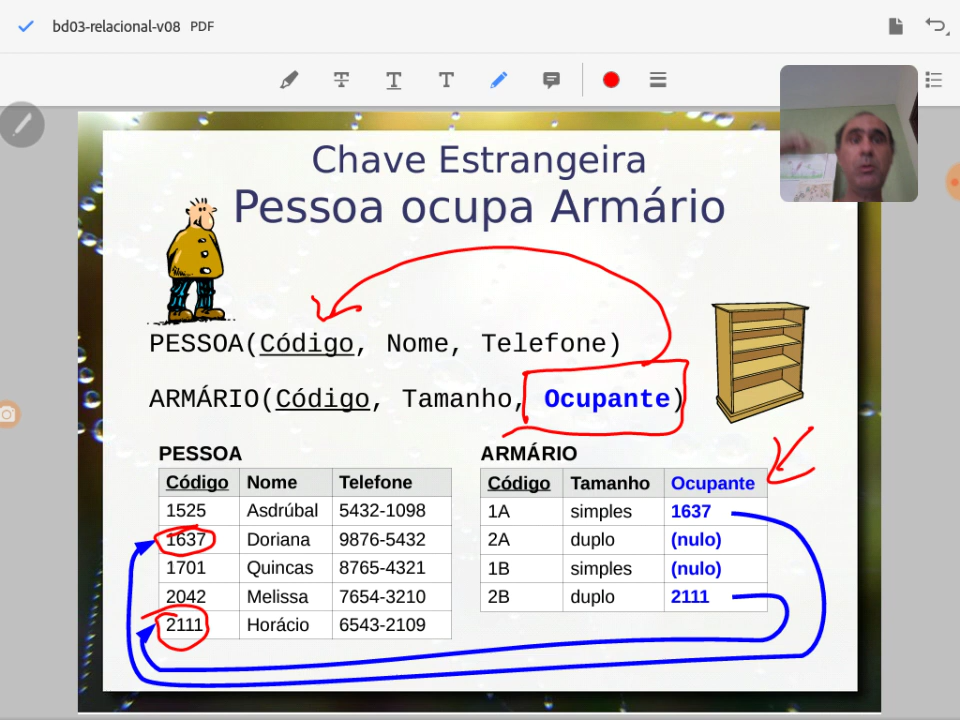 bd03-relacional-v08 PDF
T T T
Chave Estrangeira
Pessoa ocupa Armário
PESSOA(Código, Nome, Telefone)
ARMÁRIO(Código, Tamanho, Ocupante)
PESSOA
Código Nome Telefone
1525 Asdrúbal 5432-1098
1637 Doriana 9876-5432
1701 Quincas 8765-4321
2042 Melissa 7654-3210
2111 Horácio 6543-2109
ARMÁRIO
Código Tamanho Ocupante
1A simples 1637
2A duplo (nulo)
1B simples (nulo)
2B duplo 2111